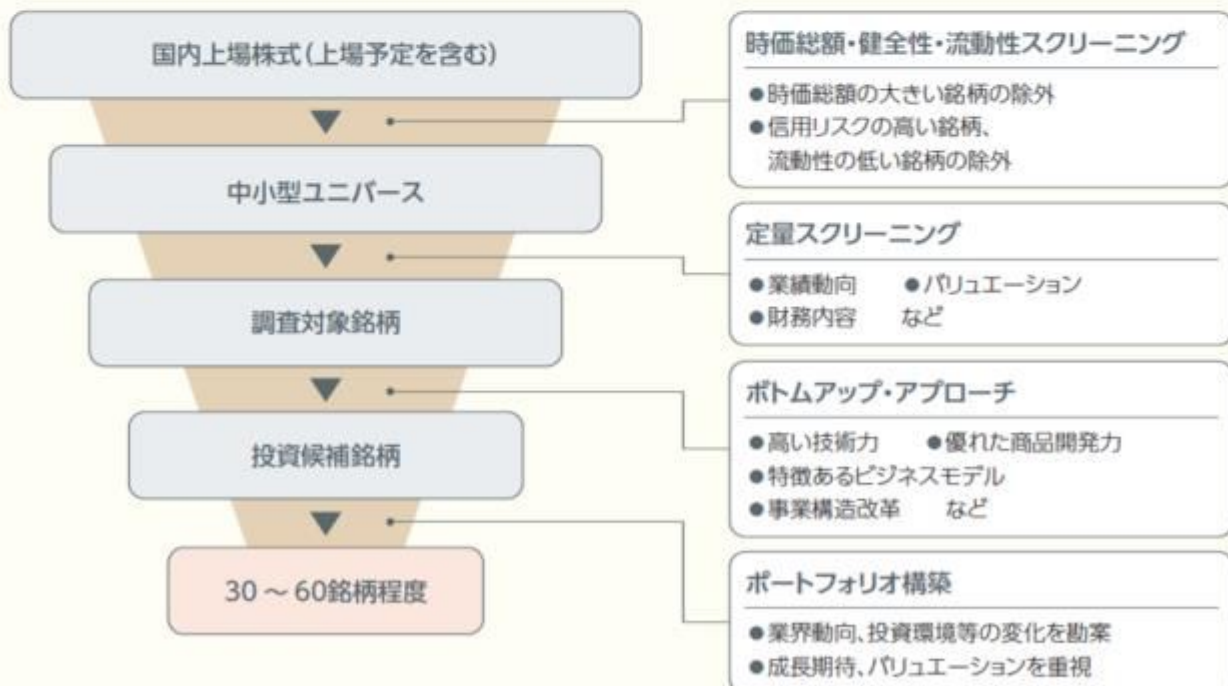 国内上場株式(上場予定を含む)
中小型ユニバース
調査対象銘柄
投資候補銘柄
30～60銘柄程度
時価総額・健全性・流動性スクリーニング
●時価総額の大きい銘柄の除外
●信用リスクの高い銘柄、
流動性の低い銘柄の除外
定量スクリーニング
●業績動向 ●バリュエーション
●財務内容 など
ボトムアップ・アプローチ
●高い技術力 ●優れた商品開発力
●特徴あるビジネスモデル
●事業構造改革 など
ポートフォリオ構築
●業界動向、投資環境等の変化を勘案
●成長期待、バリュエーションを重視